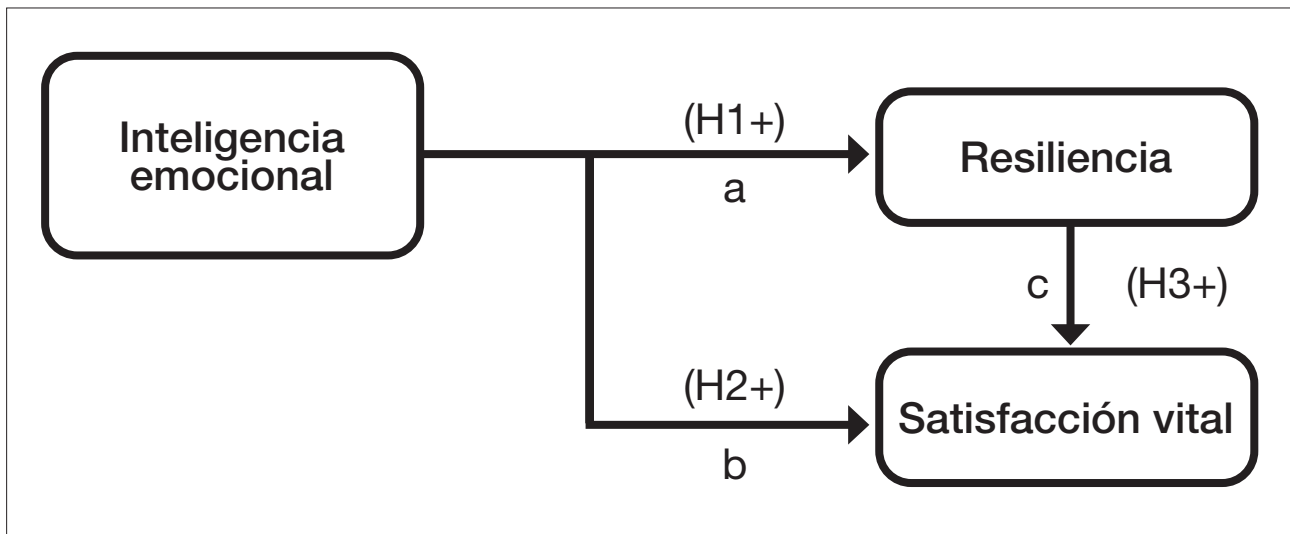 Inteligencia
emocional
(H1+)
a
Resiliencia
c
(H3+)
(H2+)
b
Satisfacción vital